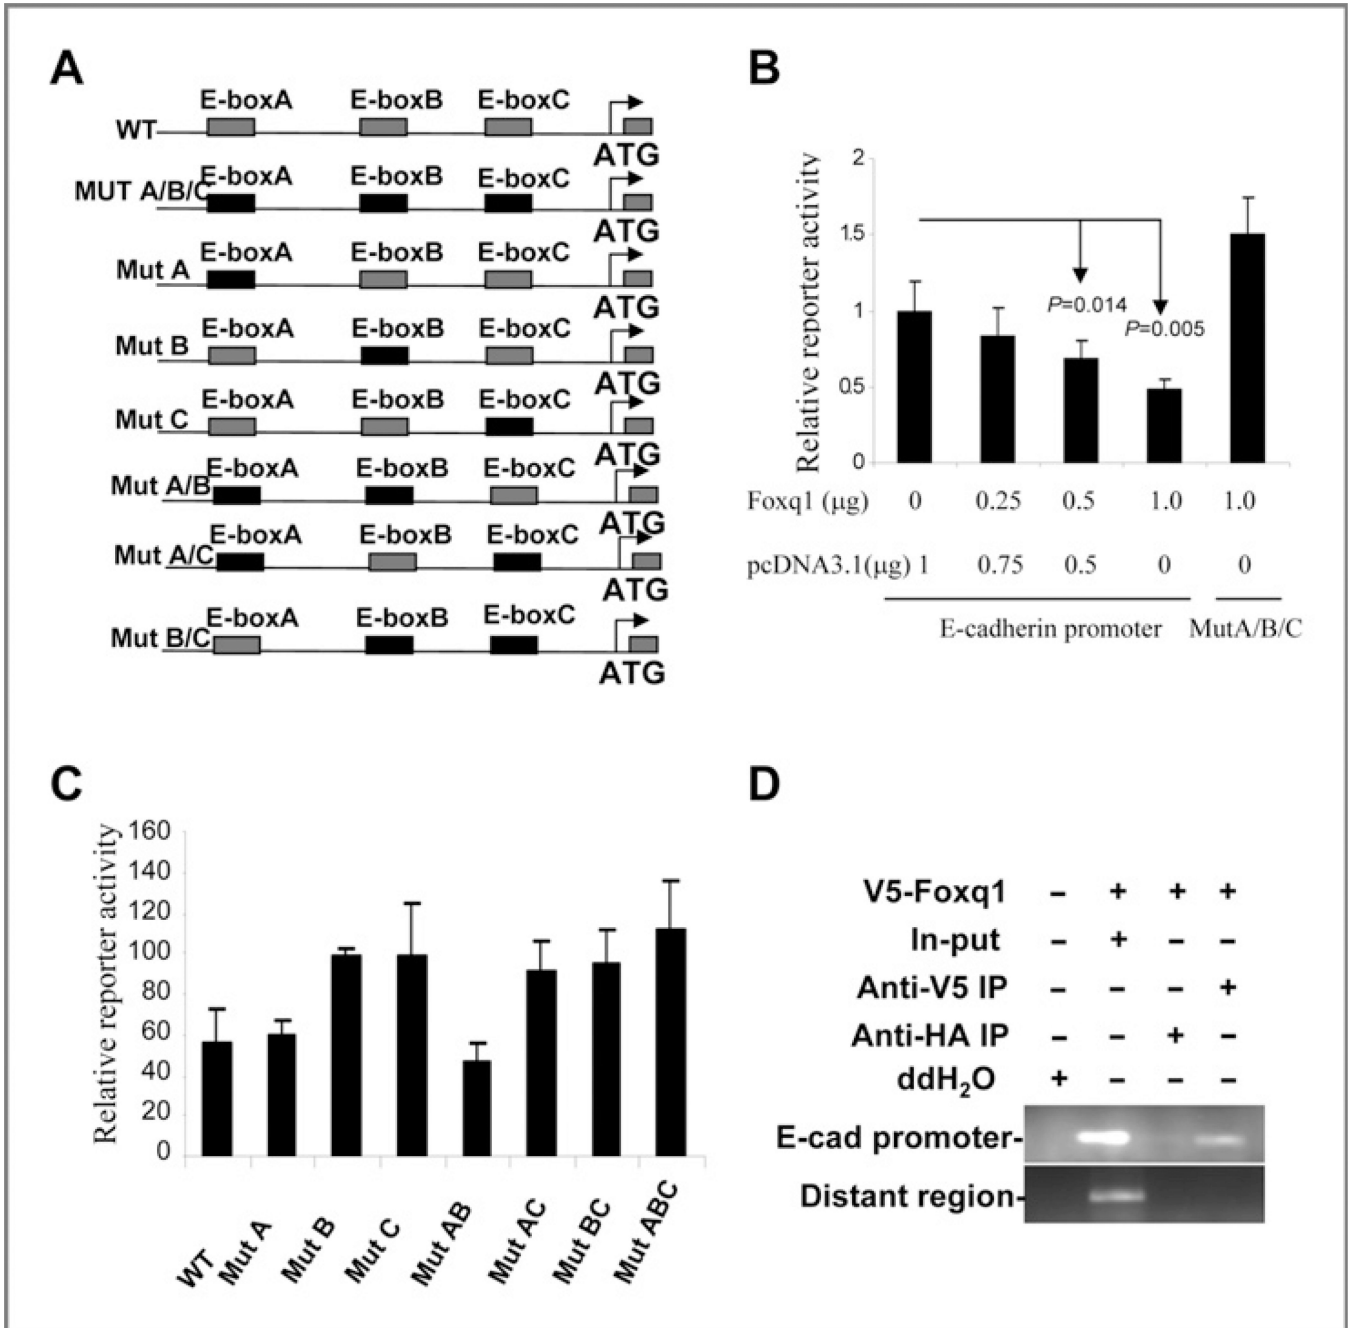 A
E-boxA E-boxB E-boxC
WT
ATG
E-boxA E-boxB E-boxC
MUT A/B/C
ATG
E-boxA E-boxB E-boxC
Mut A
ATG
E-boxA E-boxB E-boxC
Mut B
ATG
E-boxA E-boxB E-boxC
Mut C
ATG
E-boxA E-boxB E-boxC
Mut A/B
ATG
E-boxA E-boxB E-boxC
Mut A/C
ATG
E-boxA E-boxB E-boxC
Mut B/C
ATG
B
Relative reporter activity
2
1.5
1
0.5
0
P=0.014
P=0.005
Foxq1 (μg) 0 0.25 0.5 1.0 1.0
pcDNA3.1(μg) 1 0.75 0.5 0 0
E-cadherin promoter MutA/B/C
C
Relative reporter activity
160
140
120
100
80
60
40
20
0
WT Mut A Mut B Mut C Mut AB Mut AC Mut BC Mut ABC
D
V5-Foxq1 – + + +
In-put – + – –
Anti-V5 IP – – – +
Anti-HA IP – – + –
ddH₂O + – – –
E-cad promoter-
Distant region-